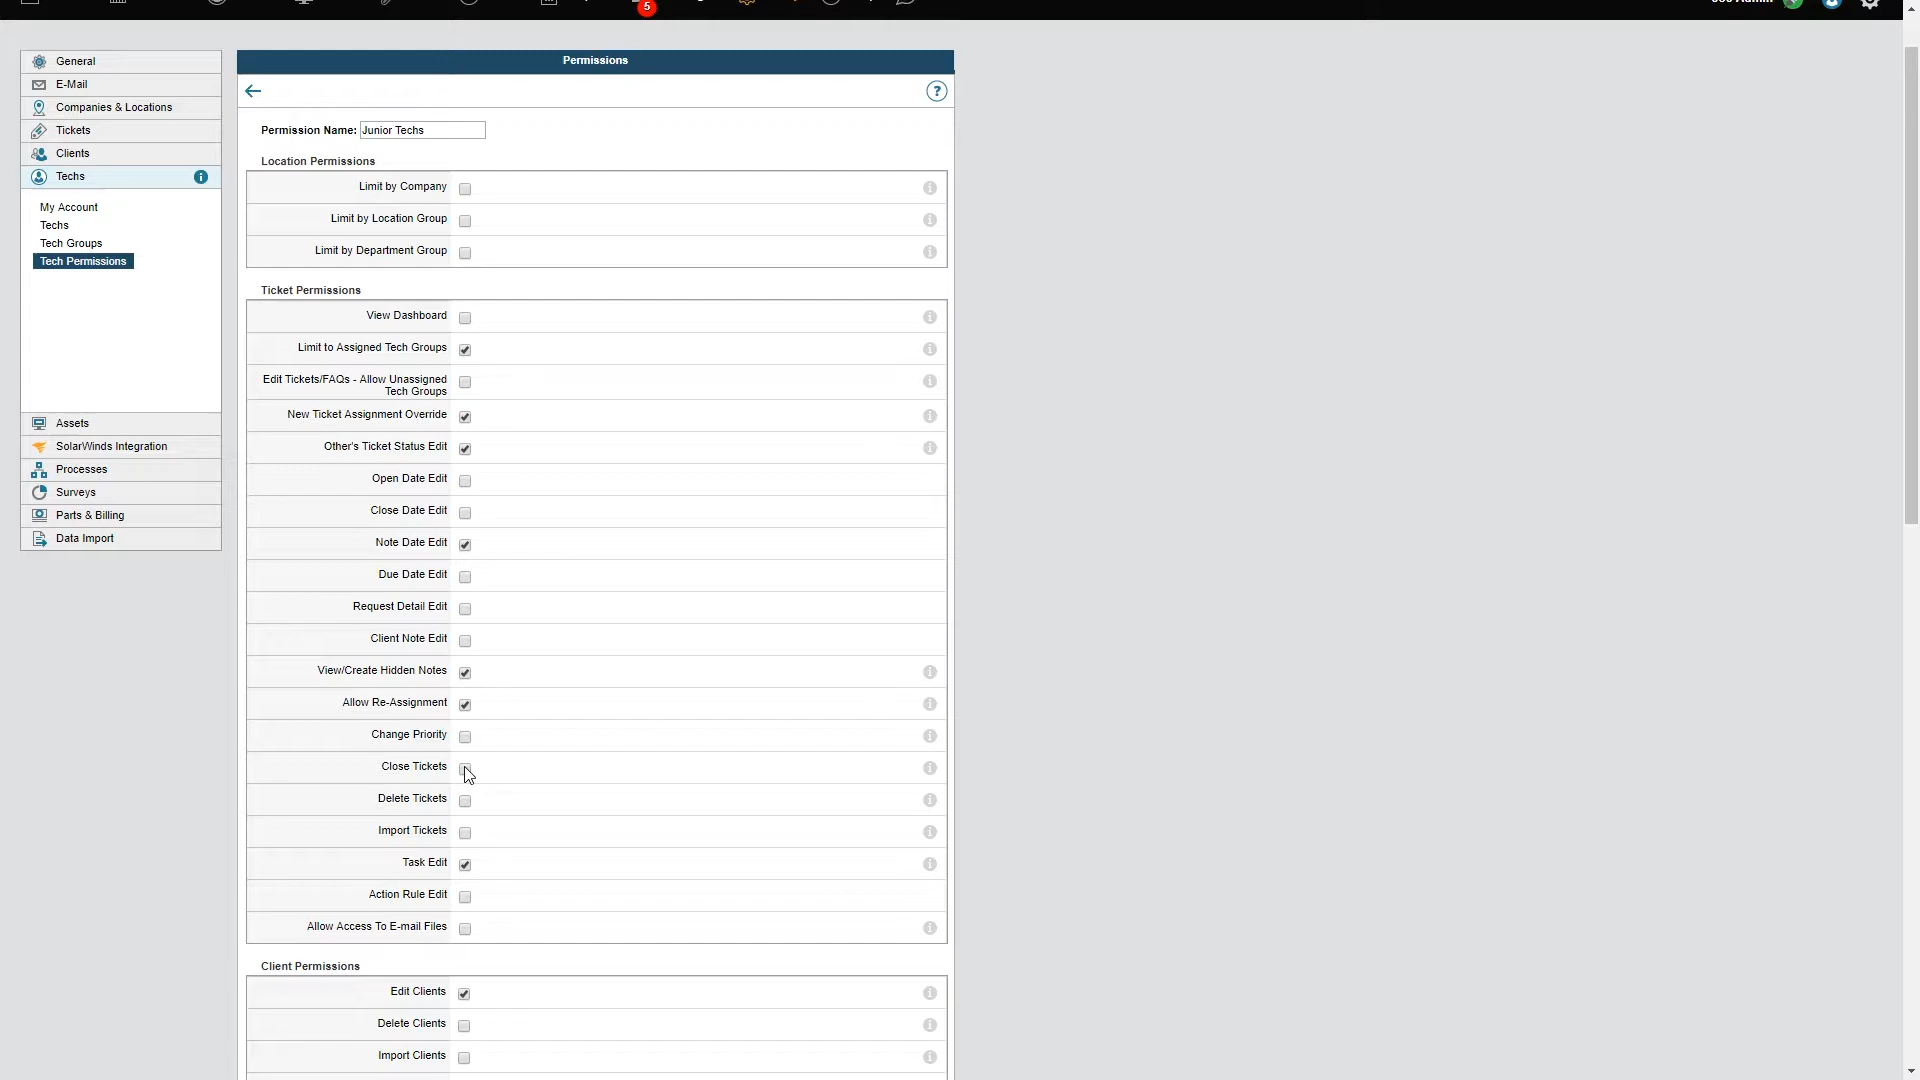 5
General
E-Mail
Companies & Locations
Tickets
Clients
Techs
My Account
Techs
Tech Groups
Tech Permissions
Assets
SolarWinds Integration
Processes
Surveys
Parts & Billing
Data Import
Permissions
?
Permission Name: Junior Techs
Location Permissions
Limit by Company
Limit by Location Group
Limit by Department Group
Ticket Permissions
View Dashboard
Limit to Assigned Tech Groups
Edit Tickets/FAQs - Allow Unassigned
Tech Groups
New Ticket Assignment Override
Other's Ticket Status Edit
Open Date Edit
Close Date Edit
Note Date Edit
Due Date Edit
Request Detail Edit
Client Note Edit
View/Create Hidden Notes
Allow Re-Assignment
Change Priority
Close Tickets
Delete Tickets
Import Tickets
Task Edit
Action Rule Edit
Allow Access To E-mail Files
Client Permissions
Edit Clients
Delete Clients
Import Clients